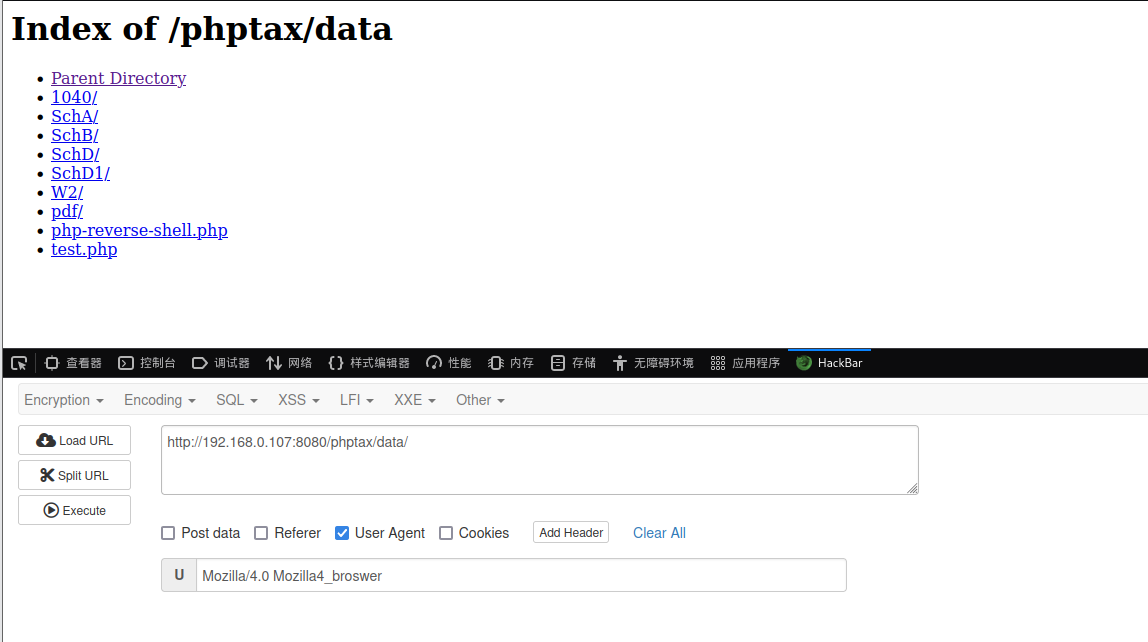 Index of /phptax/data
Parent Directory
1040/
SchA/
SchB/
SchD/
SchD1/
W2/
pdf/
php-reverse-shell.php
test.php
查看器 控制台 调试器 网络 样式编辑器 性能 内存 存储 无障碍环境 应用程序 HackBar
Encryption Encoding SQL XSS LFI XXE Other
Load URL http://192.168.0.107:8080/phptax/data/
Split URL
Execute
Post data Referer User Agent Cookies Add Header Clear All
U Mozilla/4.0 Mozilla4_broswer